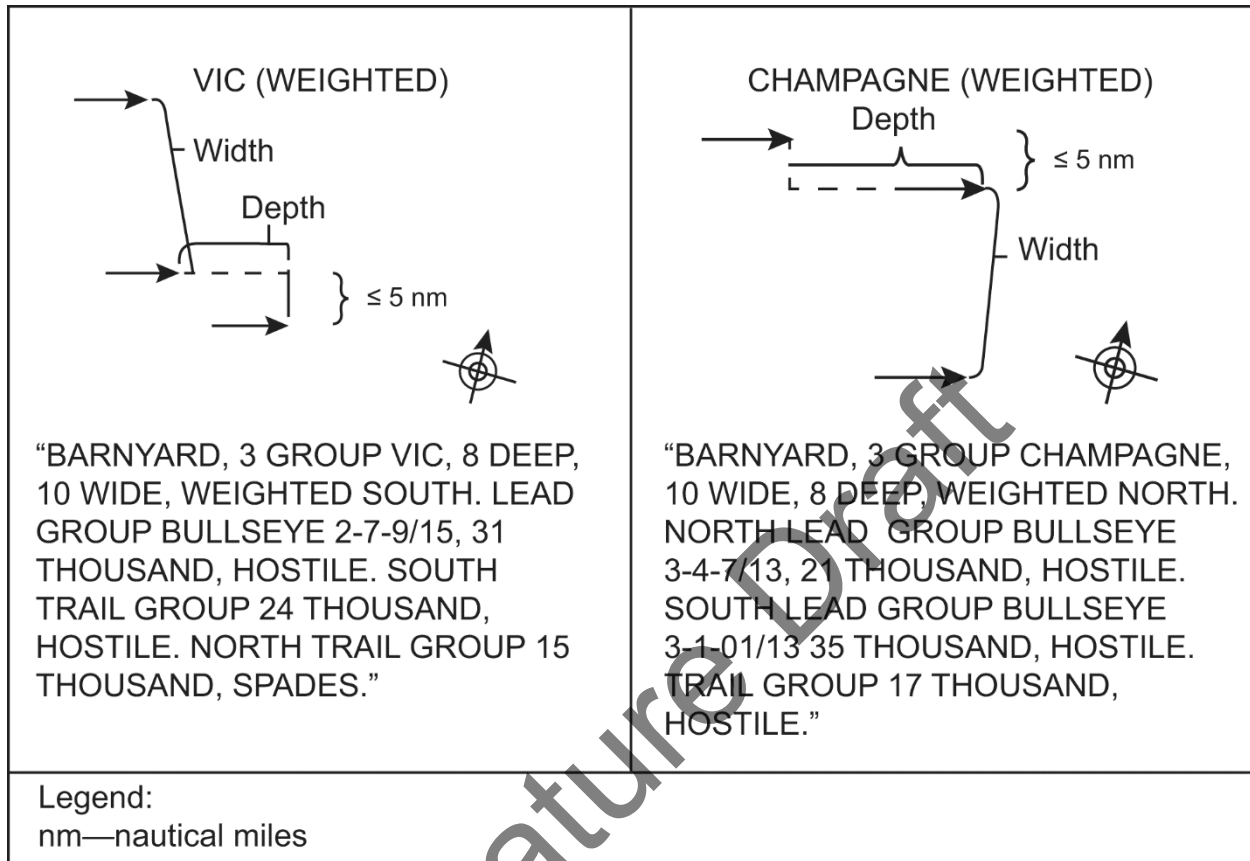 VIC (WEIGHTED)
Width
Depth
≤ 5 nm
“BARNYARD, 3 GROUP VIC, 8 DEEP,
10 WIDE, WEIGHTED SOUTH. LEAD
GROUP BULLSEYE 2-7-9/15, 31
THOUSAND, HOSTILE. SOUTH
TRAIL GROUP 24 THOUSAND,
HOSTILE. NORTH TRAIL GROUP 15
THOUSAND, SPADES.”
CHAMPAGNE (WEIGHTED)
Depth
≤ 5 nm
Width
“BARNYARD, 3 GROUP CHAMPAGNE,
10 WIDE, 8 DEEP, WEIGHTED NORTH.
NORTH LEAD GROUP BULLSEYE
3-4-7/13, 21 THOUSAND, HOSTILE.
SOUTH LEAD GROUP BULLSEYE
3-1-01/13 35 THOUSAND, HOSTILE.
TRAIL GROUP 17 THOUSAND,
HOSTILE.”
Legend:
nm—nautical miles
ature Draft